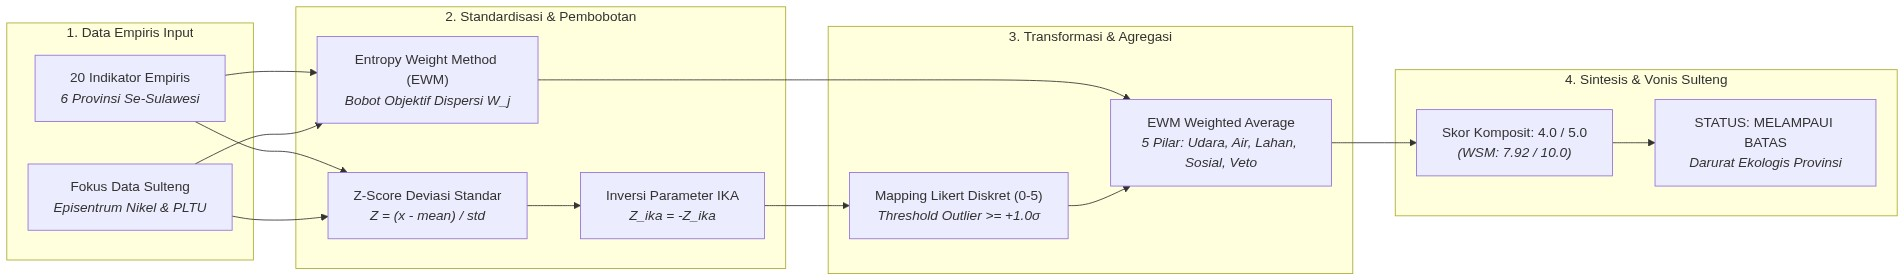 1. Data Empiris Input
20 Indikator Empiris
6 Provinsi Se-Sulawesi
Fokus Data Sulteng
Episentrum Nikel & PLTU
2. Standardisasi & Pembobotan
Entropy Weight Method
(EWM)
Bobot Objektif Dispersi W_j
Z-Score Deviasi Standar
Z = (x - mean) / std
Inversi Parameter IKA
Z_ika = -Z_ika
3. Transformasi & Agregasi
Mapping Likert Diskret (0-5)
Threshold Outlier >= +1.0σ
EWM Weighted Average
5 Pilar: Udara, Air, Lahan,
Sosial, Veto
4. Sintesis & Vonis Sulteng
Skor Komposit: 4.0 / 5.0
(WSM: 7.92 / 10.0)
STATUS: MELAMPAUI
BATAS
Darurat Ekologis Provinsi